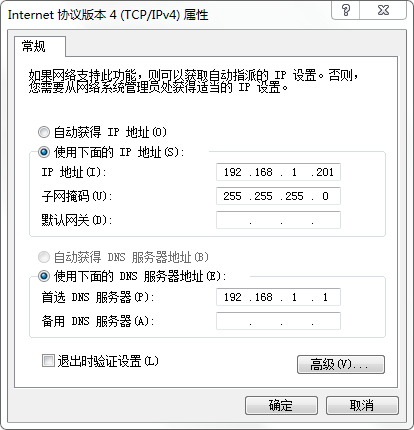 Internet 协议版本 4 (TCP/IPv4) 属性
常规
如果网络支持此功能，则可以获取自动指派的 IP 设置。否则，
您需要从网络系统管理员处获得适当的 IP 设置。
自动获得 IP 地址(O)
使用下面的 IP 地址(S):
IP 地址(I): 192 .168 . 1 .201
子网掩码(U): 255 .255 .255 . 0
默认网关(D): . . .
自动获得 DNS 服务器地址(B)
使用下面的 DNS 服务器地址(E):
首选 DNS 服务器(P): 192 .168 . 1 . 1
备用 DNS 服务器(A): . . .
退出时验证设置(L)
高级(V)...
确定 取消